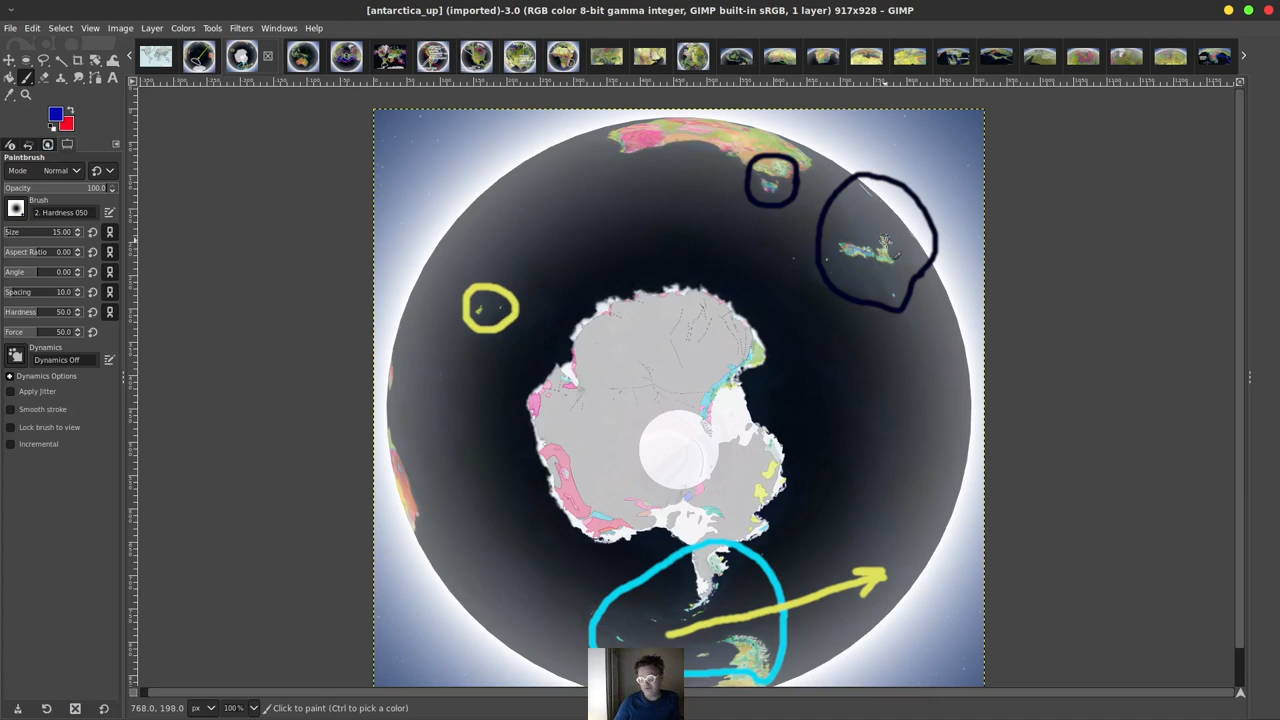 [antarctica_up] (imported)-3.0 (RGB color 8-bit gamma integer, GIMP built-in sRGB, 1 layer) 917x928 – GIMP
File Edit Select View Image Layer Colors Tools Filters Windows Help
Paintbrush
Mode Normal
Opacity 100.0
Brush
2. Hardness 050
Size 15.00
Aspect Ratio 0.00
Angle 0.00
Spacing 10.0
Hardness 50.0
Force 50.0
Dynamics
Dynamics Off
Dynamics Options
Apply Jitter
Smooth stroke
Lock brush to view
Incremental
768.0, 198.0 px 100 % Click to paint (Ctrl to pick a color)